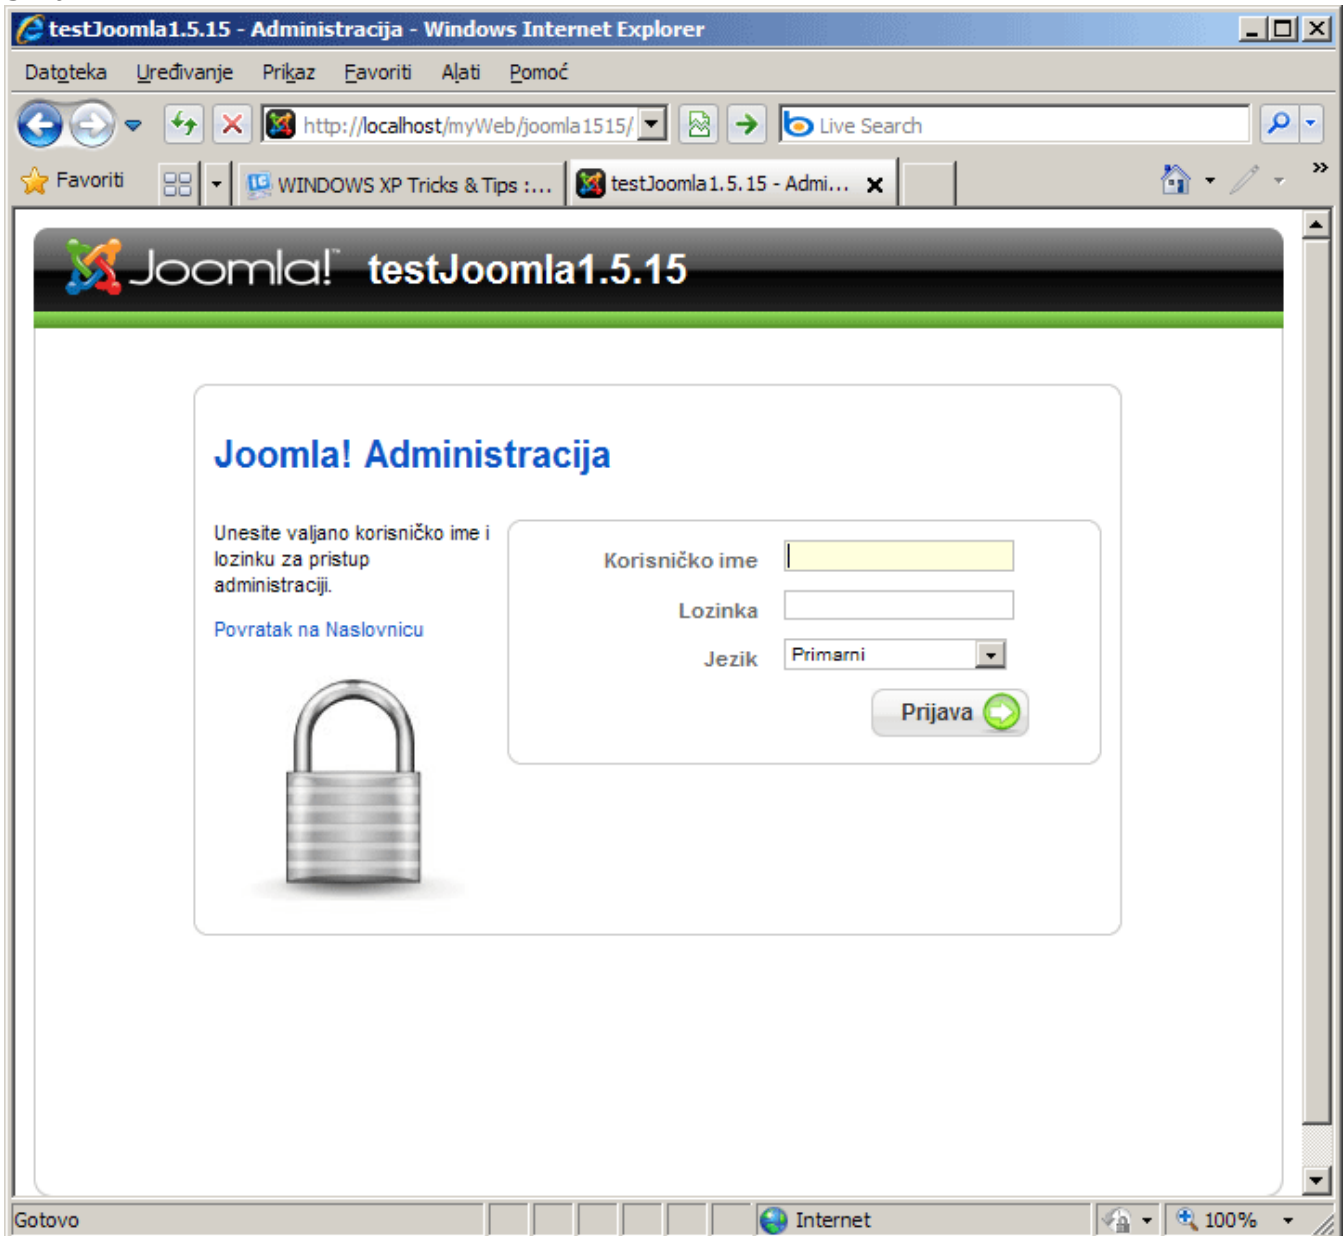 testJoomla1.5.15 - Administracija - Windows Internet Explorer
Datoteka Uređivanje Prikaz Favoriti Alati Pomoć
http://localhost/myWeb/joomla1515/ Live Search
Favoriti WINDOWS XP Tricks & Tips :... testJoomla1.5.15 - Admi...
Joomla!™ testJoomla1.5.15
Joomla! Administracija
Unesite valjano korisničko ime i
lozinku za pristup
administraciji.
Povratak na Naslovnicu
Korisničko ime
Lozinka
Jezik Primarni
Prijava
Gotovo Internet 100%